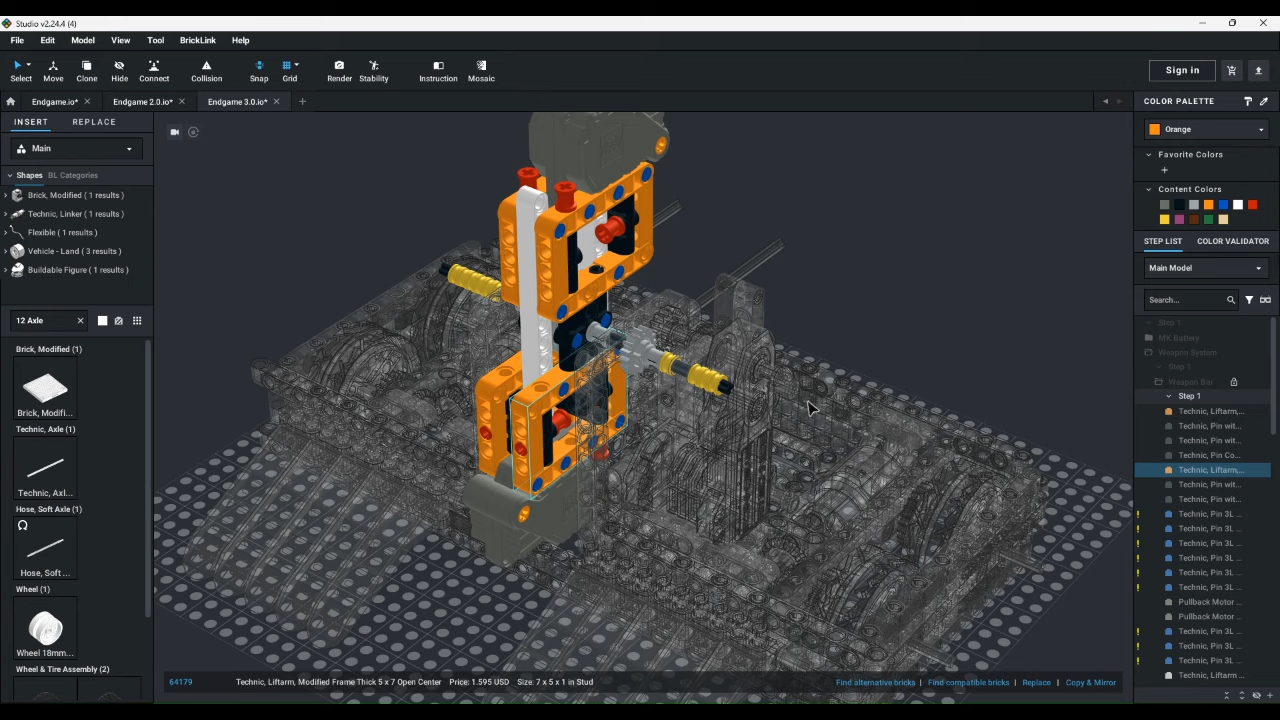 Studio v2.24.4 (4)
File Edit Model View Tool BrickLink Help
Select Move Clone Hide Connect Collision Snap Grid Render Stability Instruction Mosaic Sign in
Endgame.io* Endgame 2.0.io* Endgame 3.0.io*
INSERT REPLACE
Main
Shapes BL Categories
Brick, Modified ( 1 results )
Technic, Linker ( 1 results )
Flexible ( 1 results )
Vehicle - Land ( 3 results )
Buildable Figure ( 1 results )
12 Axle
Brick, Modified (1)
Brick, Modifi...
Technic, Axle (1)
Technic, Axl...
Hose, Soft Axle (1)
Hose, Soft ...
Wheel (1)
Wheel 18mm...
Wheel & Tire Assembly (2)
64179 Technic, Liftarm, Modified Frame Thick 5 x 7 Open Center Price: 1.595 USD Size: 7 x 5 x 1 in Stud
Find alternative bricks | Find compatible bricks | Replace | Copy & Mirror
COLOR PALETTE
Orange
Favorite Colors
Content Colors
STEP LIST COLOR VALIDATOR
Main Model
Search...
Step 1
MK Battery
Weapon System
Step 1
Weapon Bar
Step 1
Technic, Liftarm,...
Technic, Pin wit...
Technic, Pin wit...
Technic, Pin Co...
Technic, Liftarm,...
Technic, Pin wit...
Technic, Pin wit...
Technic, Pin 3L ...
Technic, Pin 3L ...
Technic, Pin 3L ...
Technic, Pin 3L ...
Technic, Pin 3L ...
Technic, Pin 3L ...
Pullback Motor ...
Pullback Motor ...
Technic, Pin 3L ...
Technic, Pin 3L ...
Technic, Pin 3L ...
Technic, Liftarm ...